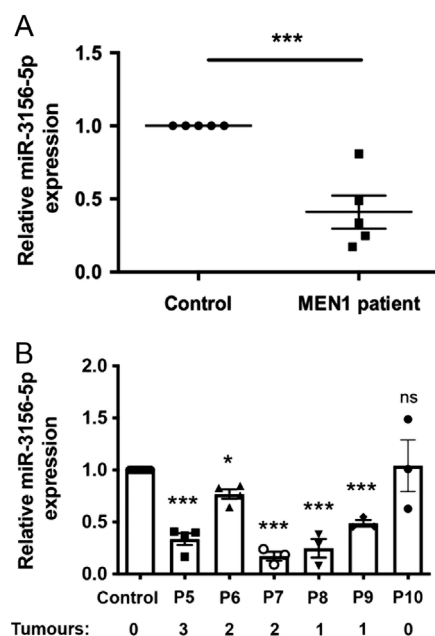 A
***
Relative miR-3156-5p
expression
1.5
1.0
0.5
0.0
Control MEN1 patient
B
Relative miR-3156-5p
expression
2.0
1.5
1.0
0.5
0.0
*** * *** *** *** ns
Control P5 P6 P7 P8 P9 P10
Tumours: 0 3 2 2 1 1 0